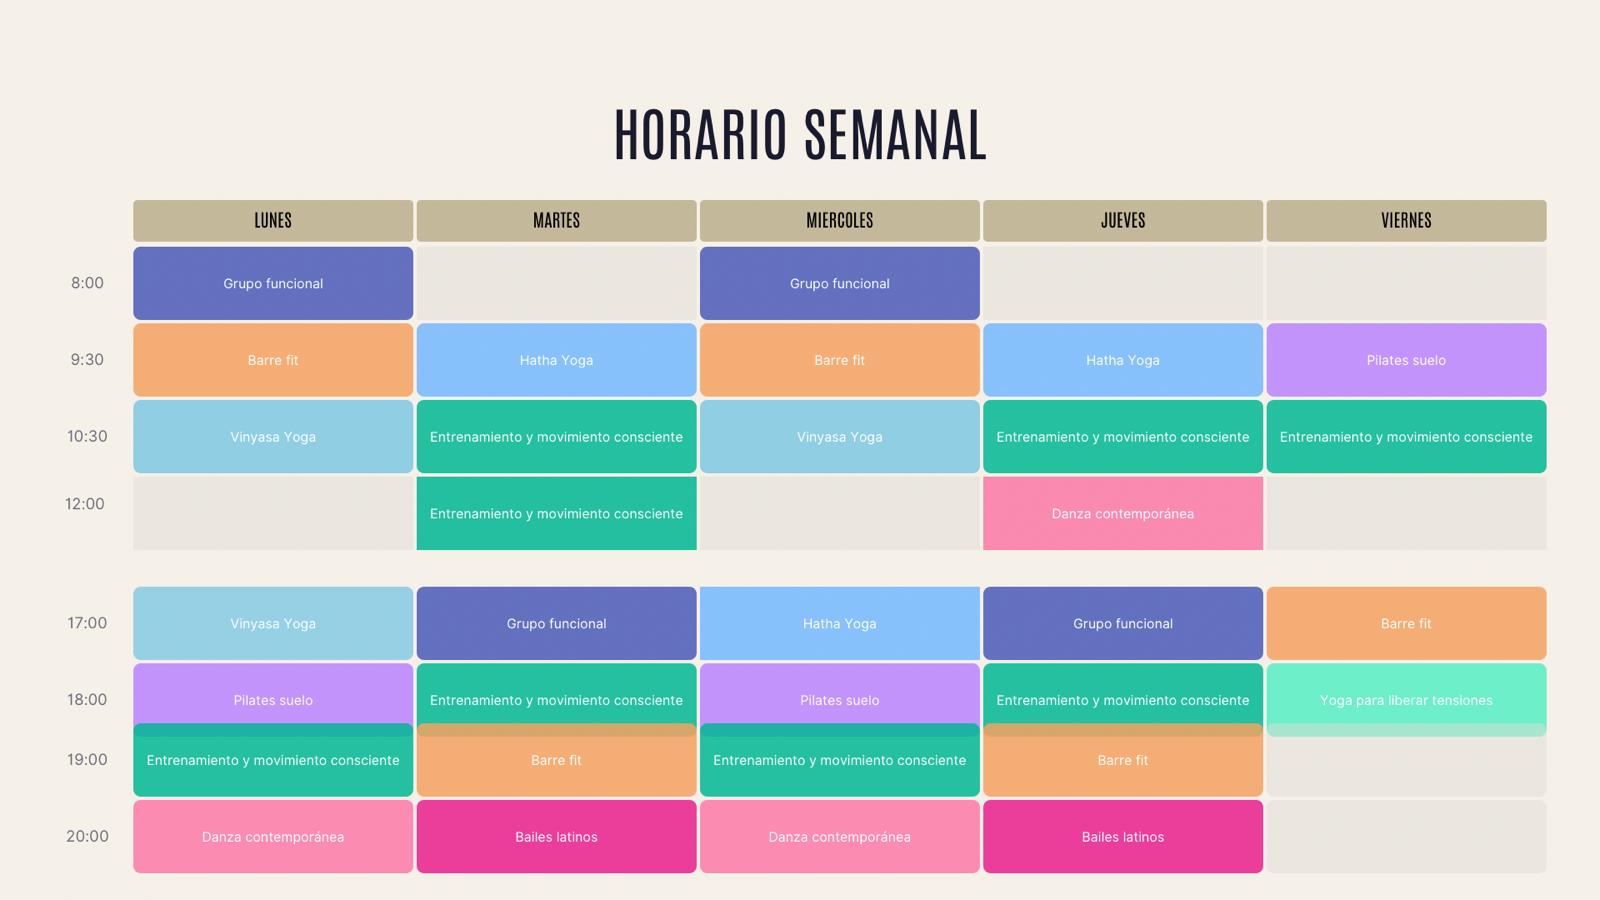 HORARIO SEMANAL
LUNES MARTES MIERCOLES JUEVES VIERNES
8:00 Grupo funcional Grupo funcional
9:30 Barre fit Hatha Yoga Barre fit Hatha Yoga Pilates suelo
10:30 Vinyasa Yoga Entrenamiento y movimiento consciente Vinyasa Yoga Entrenamiento y movimiento consciente Entrenamiento y movimiento consciente
12:00 Entrenamiento y movimiento consciente Danza contemporánea
17:00 Vinyasa Yoga Grupo funcional Hatha Yoga Grupo funcional Barre fit
18:00 Pilates suelo Entrenamiento y movimiento consciente Pilates suelo Entrenamiento y movimiento consciente Yoga para liberar tensiones
19:00 Entrenamiento y movimiento consciente Barre fit Entrenamiento y movimiento consciente Barre fit
20:00 Danza contemporánea Bailes latinos Danza contemporánea Bailes latinos